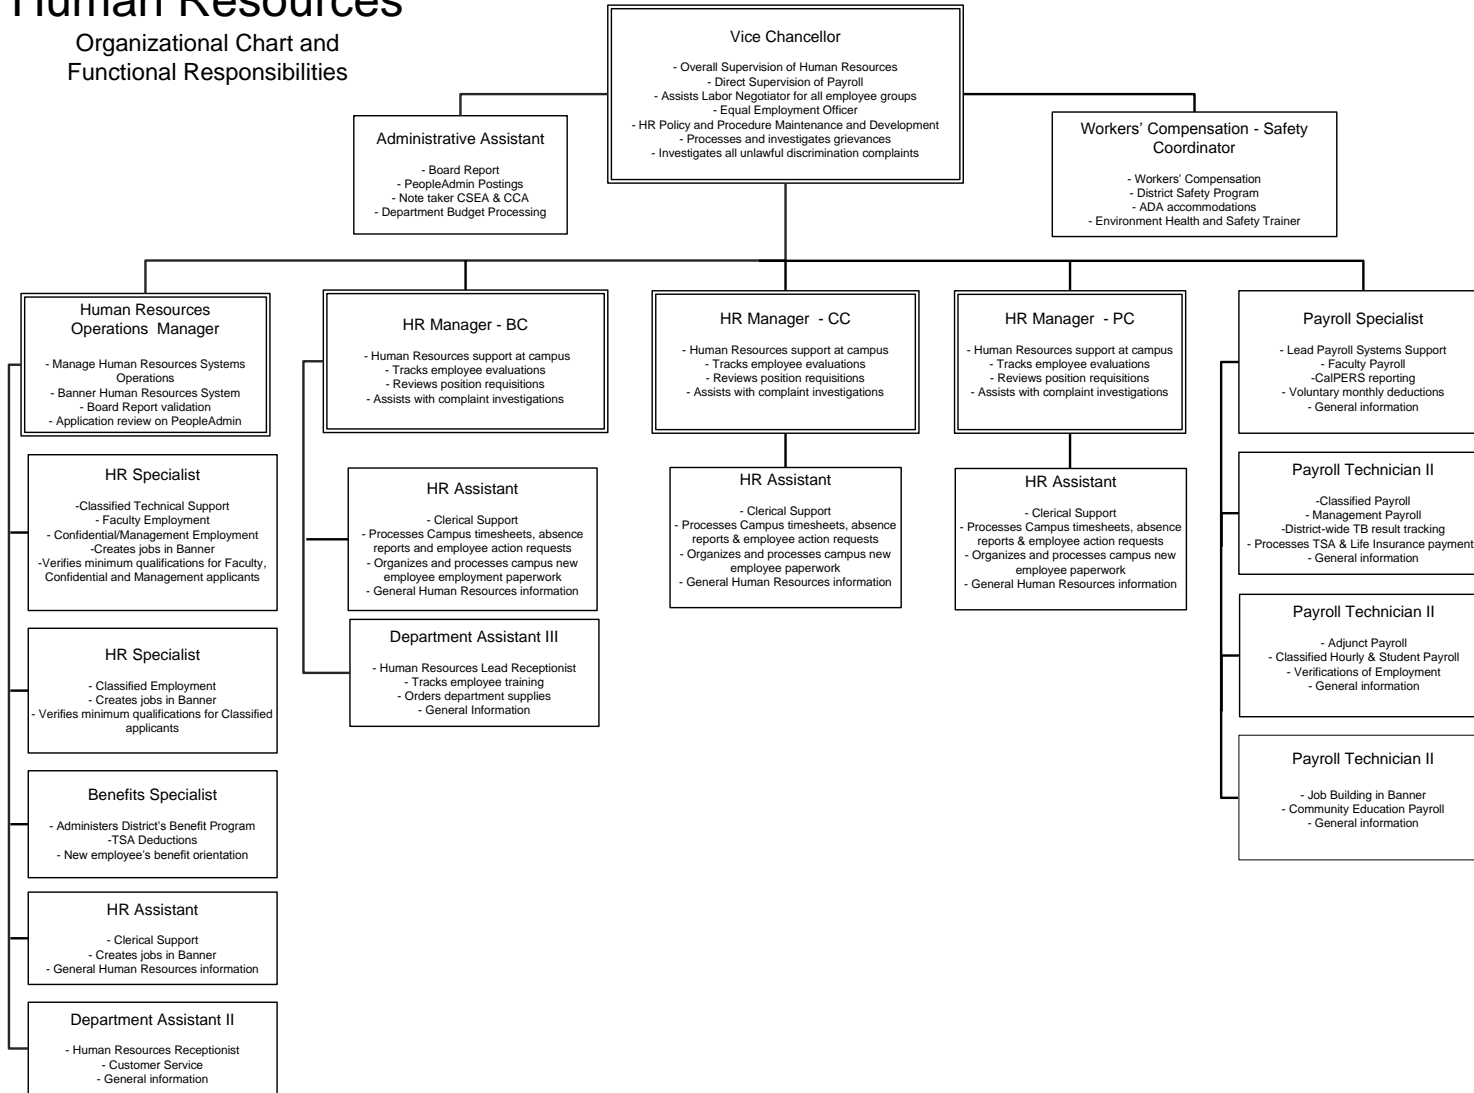 Human Resources
Organizational Chart and
Functional Responsibilities
Vice Chancellor
- Overall Supervision of Human Resources
- Direct Supervision of Payroll
- Assists Labor Negotiator for all employee groups
- Equal Employment Officer
- HR Policy and Procedure Maintenance and Development
- Processes and investigates grievances
- Investigates all unlawful discrimination complaints
Administrative Assistant
- Board Report
- PeopleAdmin Postings
- Note taker CSEA & CCA
- Department Budget Processing
Workers' Compensation - Safety
Coordinator
- Workers' Compensation
- District Safety Program
- ADA accommodations
- Environment Health and Safety Trainer
Human Resources
Operations Manager
- Manage Human Resources Systems
Operations
- Banner Human Resources System
- Board Report validation
- Application review on PeopleAdmin
HR Specialist
-Classified Technical Support
- Faculty Employment
- Confidential/Management Employment
-Creates jobs in Banner
-Verifies minimum qualifications for Faculty,
Confidential and Management applicants
HR Specialist
- Classified Employment
- Creates jobs in Banner
- Verifies minimum qualifications for Classified
applicants
Benefits Specialist
- Administers District's Benefit Program
-TSA Deductions
- New employee's benefit orientation
HR Assistant
- Clerical Support
- Creates jobs in Banner
- General Human Resources information
Department Assistant II
- Human Resources Receptionist
- Customer Service
- General information
HR Manager - BC
- Human Resources support at campus
- Tracks employee evaluations
- Reviews position requisitions
- Assists with complaint investigations
HR Assistant
- Clerical Support
- Processes Campus timesheets, absence
reports and employee action requests
- Organizes and processes campus new
employee employment paperwork
- General Human Resources information
Department Assistant III
- Human Resources Lead Receptionist
- Tracks employee training
- Orders department supplies
- General Information
HR Manager - CC
- Human Resources support at campus
- Tracks employee evaluations
- Reviews position requisitions
- Assists with complaint investigations
HR Assistant
- Clerical Support
- Processes Campus timesheets, absence
reports & employee action requests
- Organizes and processes campus new
employee paperwork
- General Human Resources information
HR Manager - PC
- Human Resources support at campus
- Tracks employee evaluations
- Reviews position requisitions
- Assists with complaint investigations
HR Assistant
- Clerical Support
- Processes Campus timesheets, absence
reports & employee action requests
- Organizes and processes campus new
employee paperwork
- General Human Resources information
Payroll Specialist
- Lead Payroll Systems Support
- Faculty Payroll
-CalPERS reporting
- Voluntary monthly deductions
- General information
Payroll Technician II
-Classified Payroll
- Management Payroll
-District-wide TB result tracking
- Processes TSA & Life Insurance payment
- General information
Payroll Technician II
- Adjunct Payroll
- Classified Hourly & Student Payroll
- Verifications of Employment
- General information
Payroll Technician II
- Job Building in Banner
- Community Education Payroll
- General information